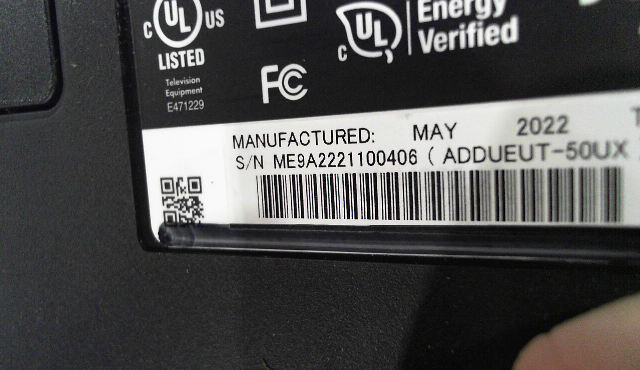 C UL US
LISTED
Television
Equipment
E471229
FC
C UL
Energy
Verified
MANUFACTURED: MAY 2022
S/N ME9A2221100406 ( ADDUEUT-50UX